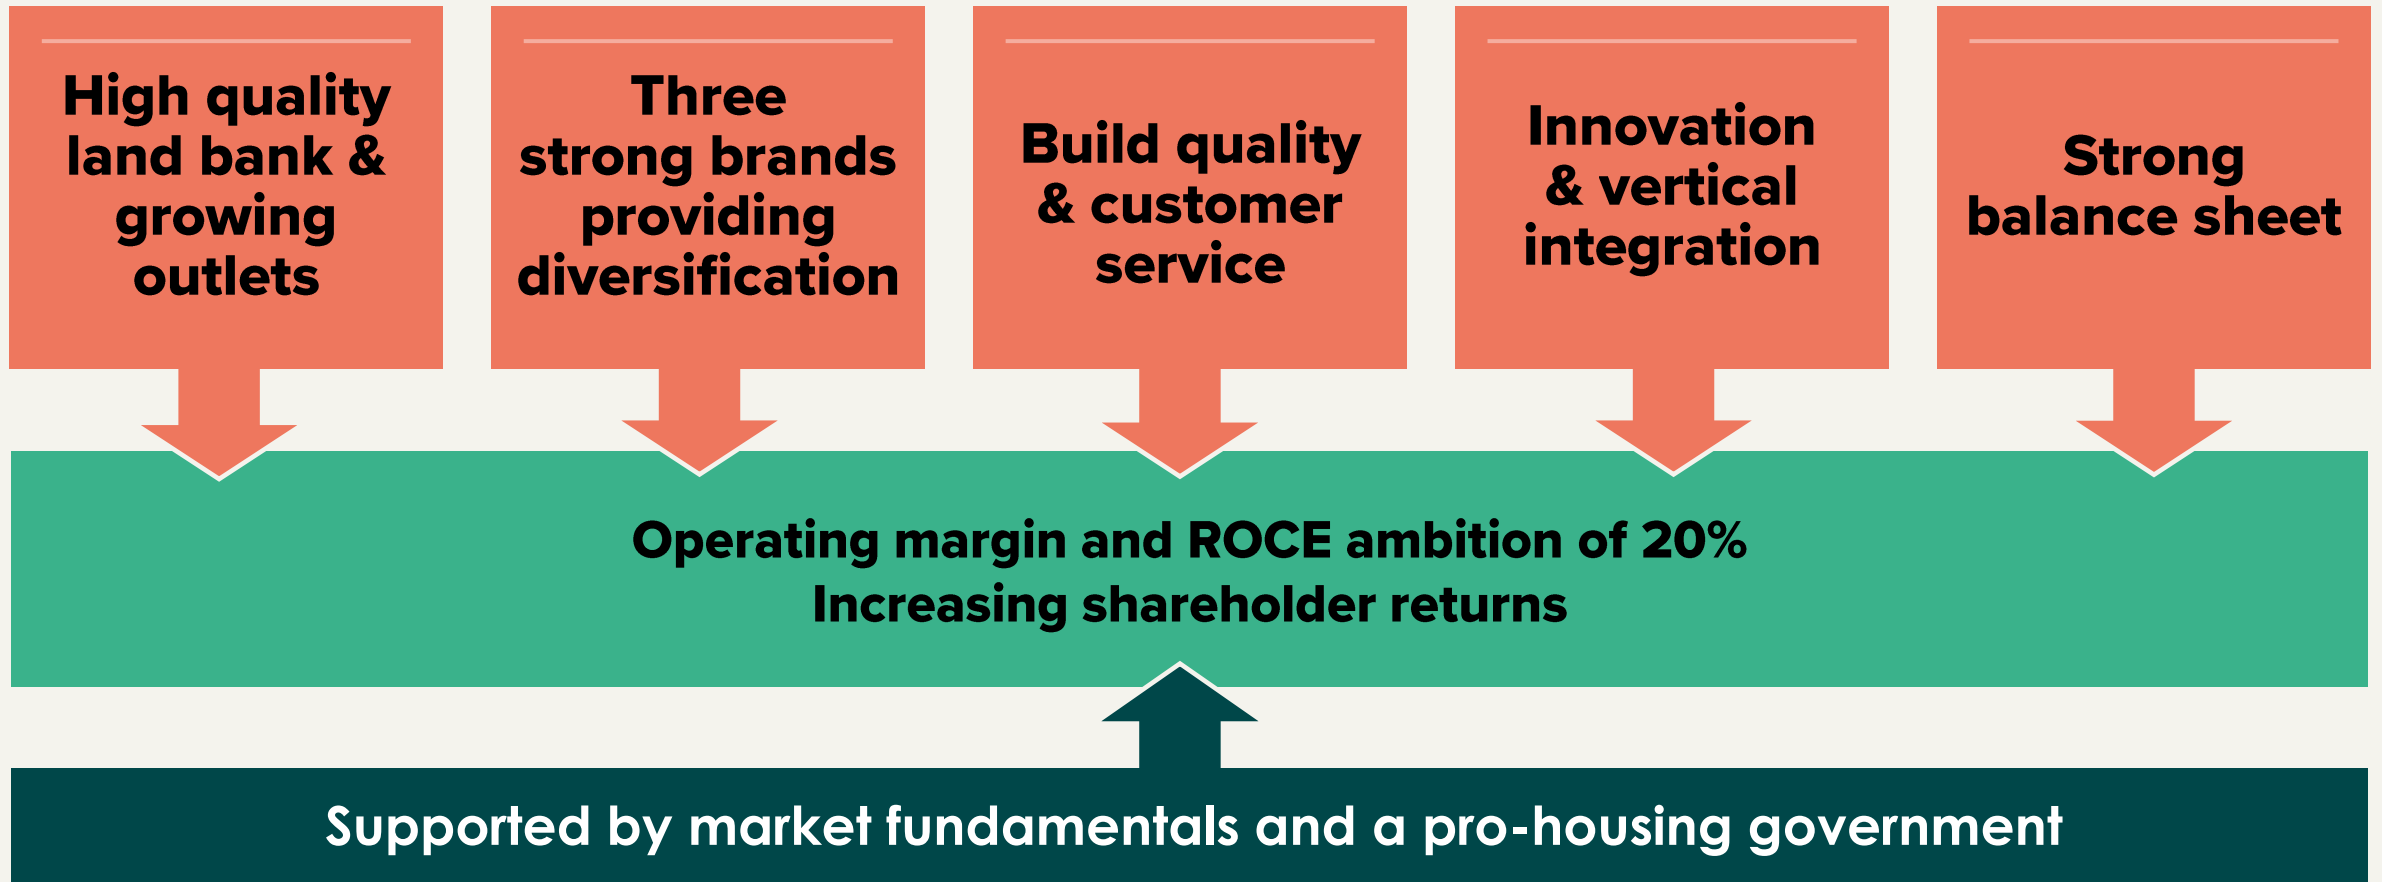 High quality
land bank &
growing
outlets
Three
strong brands
providing
diversification
Build quality
& customer
service
Innovation
& vertical
integration
Strong
balance sheet
Operating margin and ROCE ambition of 20%
Increasing shareholder returns
Supported by market fundamentals and a pro-housing government